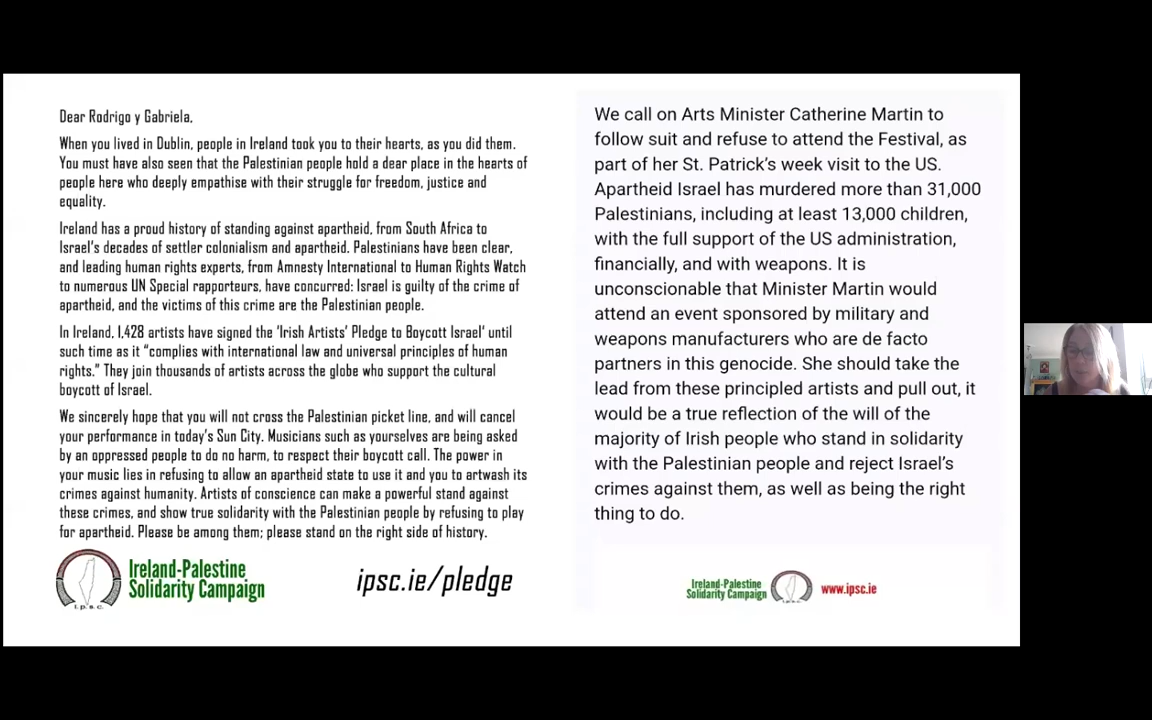 Dear Rodrigo y Gabriela,
When you lived in Dublin, people in Ireland took you to their hearts, as you did them.
You must have also seen that the Palestinian people hold a dear place in the hearts of
people here who deeply empathise with their struggle for freedom, justice and
equality.
Ireland has a proud history of standing against apartheid, from South Africa to
Israel's decades of settler colonialism and apartheid. Palestinians have been clear,
and leading human rights experts, from Amnesty International to Human Rights Watch
to numerous UN Special rapporteurs, have concurred: Israel is guilty of the crime of
apartheid, and the victims of this crime are the Palestinian people.
In Ireland, 1,428 artists have signed the 'Irish Artists' Pledge to Boycott Israel' until
such time as it “complies with international law and universal principles of human
rights.” They join thousands of artists across the globe who support the cultural
boycott of Israel.
We sincerely hope that you will not cross the Palestinian picket line, and will cancel
your performance in today's Sun City. Musicians such as yourselves are being asked
by an oppressed people to do no harm, to respect their boycott call. The power in
your music lies in refusing to allow an apartheid state to use it and you to artwash its
crimes against humanity. Artists of conscience can make a powerful stand against
these crimes, and show true solidarity with the Palestinian people by refusing to play
for apartheid. Please be among them; please stand on the right side of history.
i.p.s.c.
Ireland-Palestine
Solidarity Campaign
ipsc.ie/pledge
We call on Arts Minister Catherine Martin to
follow suit and refuse to attend the Festival, as
part of her St. Patrick's week visit to the US.
Apartheid Israel has murdered more than 31,000
Palestinians, including at least 13,000 children,
with the full support of the US administration,
financially, and with weapons. It is
unconscionable that Minister Martin would
attend an event sponsored by military and
weapons manufacturers who are de facto
partners in this genocide. She should take the
lead from these principled artists and pull out, it
would be a true reflection of the will of the
majority of Irish people who stand in solidarity
with the Palestinian people and reject Israel's
crimes against them, as well as being the right
thing to do.
Ireland-Palestine
Solidarity Campaign
www.ipsc.ie